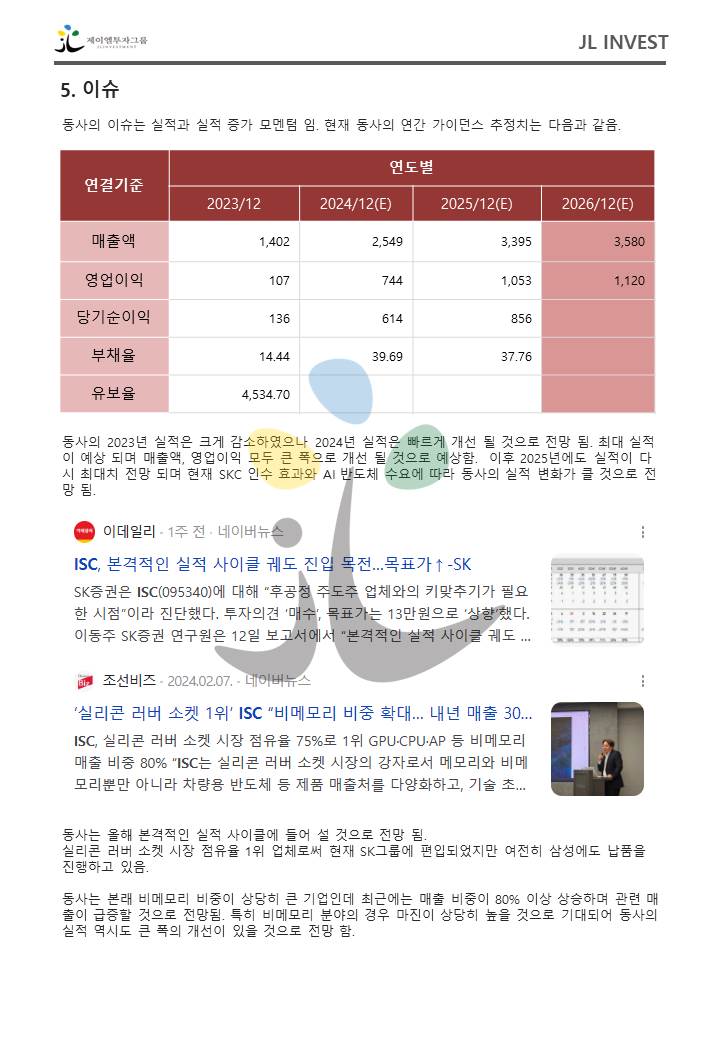 제이엘투자그룹
JL INVESTMENT
JL INVEST
5. 이슈
동사의 이슈는 실적과 실적 증가 모멘텀 임. 현재 동사의 연간 가이던스 추정치는 다음과 같음.
연결기준 연도별
2023/12 2024/12(E) 2025/12(E) 2026/12(E)
매출액 1,402 2,549 3,395 3,580
영업이익 107 744 1,053 1,120
당기순이익 136 614 856
부채율 14.44 39.69 37.76
유보율 4,534.70
동사의 2023년 실적은 크게 감소하였으나 2024년 실적은 빠르게 개선 될 것으로 전망 됨. 최대 실적
이 예상 되며 매출액, 영업이익 모두 큰 폭으로 개선 될 것으로 예상함. 이후 2025년에도 실적이 다
시 최대치 전망 되며 현재 SKC 인수 효과와 AI 반도체 수요에 따라 동사의 실적 변화가 클 것으로 전
망 됨.
이데일리 · 1주 전 · 네이버뉴스
ISC, 본격적인 실적 사이클 궤도 진입 목전...목표가↑-SK
SK증권은 ISC(095340)에 대해 “후공정 주도주 업체와의 키맞추기가 필요
한 시점”이라 진단했다. 투자의견 ‘매수’, 목표가는 13만원으로 ‘상향’했다.
이동주 SK증권 연구원은 12일 보고서에서 “본격적인 실적 사이클 궤도 ...
Biz
조선비즈 · 2024.02.07. · 네이버뉴스
‘실리콘 러버 소켓 1위’ ISC “비메모리 비중 확대... 내년 매출 30...
ISC, 실리콘 러버 소켓 시장 점유율 75%로 1위 GPU·CPU·AP 등 비메모리
매출 비중 80% “ISC는 실리콘 러버 소켓 시장의 강자로서 메모리와 비메
모리뿐만 아니라 차량용 반도체 등 제품 매출처를 다양화하고, 기술 초...
동사는 올해 본격적인 실적 사이클에 들어 설 것으로 전망 됨.
실리콘 러버 소켓 시장 점유율 1위 업체로써 현재 SK그룹에 편입되었지만 여전히 삼성에도 납품을
진행하고 있음.
동사는 본래 비메모리 비중이 상당히 큰 기업인데 최근에는 매출 비중이 80% 이상 상승하며 관련 매
출이 급증할 것으로 전망됨. 특히 비메모리 분야의 경우 마진이 상당히 높을 것으로 기대되어 동사의
실적 역시도 큰 폭의 개선이 있을 것으로 전망 함.